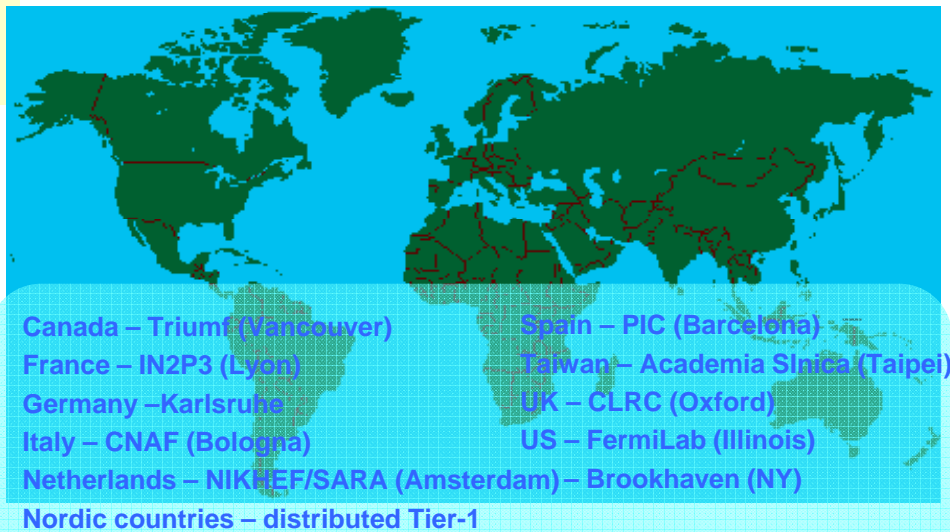 Canada – Triumf (Vancouver)
France – IN2P3 (Lyon)
Germany –Karlsruhe
Italy – CNAF (Bologna)
Netherlands – NIKHEF/SARA (Amsterdam)
Nordic countries – distributed Tier-1
Spain – PIC (Barcelona)
Taiwan – Academia SInica (Taipei)
UK – CLRC (Oxford)
US – FermiLab (Illinois)
– Brookhaven (NY)